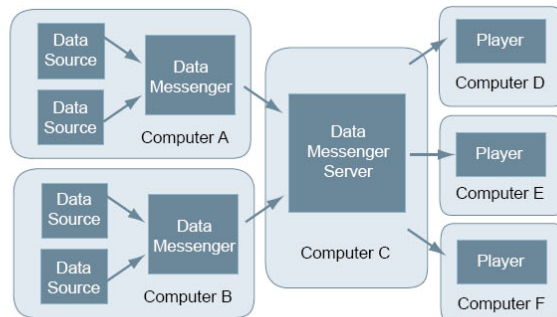 Data
Source
Data
Messenger
Data
Source
Computer A
Data
Source
Data
Messenger
Data
Source
Computer B
Data
Messenger
Server
Computer C
Player
Computer D
Player
Computer E
Player
Computer F